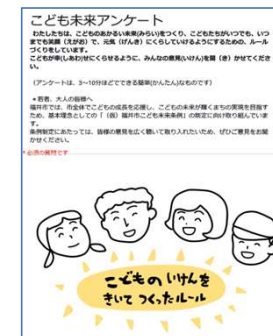 こども未来アンケート
わたしたちは、こどものあかるい未来(みらい)をつくり、こどもたちがいつでも、いつ
までも笑顔(えがお)で、元気(げんき)にくらしていけるようにするための、ルール
づくりをしています。
こどもが幸(しあわ)せにくらせるように、みんなの意見(いけん)を聞(き)かせてくださ
い。
(アンケートは、3～10分ほどでできる簡単(かんたん)なものです)
＊若者、大人の皆様へ
福井市では、市全体でこどもの成長を応援し、こどもの未来が輝くまちの実現を目指す
ため、基本理念としての「(仮)福井市こども未来条例」の制定に向け取り組んでいま
す。
条例制定にあたっては、皆様の意見を広く聴いて取り入れたいため、ぜひご意見をお聞
かせください。
* 必須の質問です
こどもの いけんを
きいて つくったルール